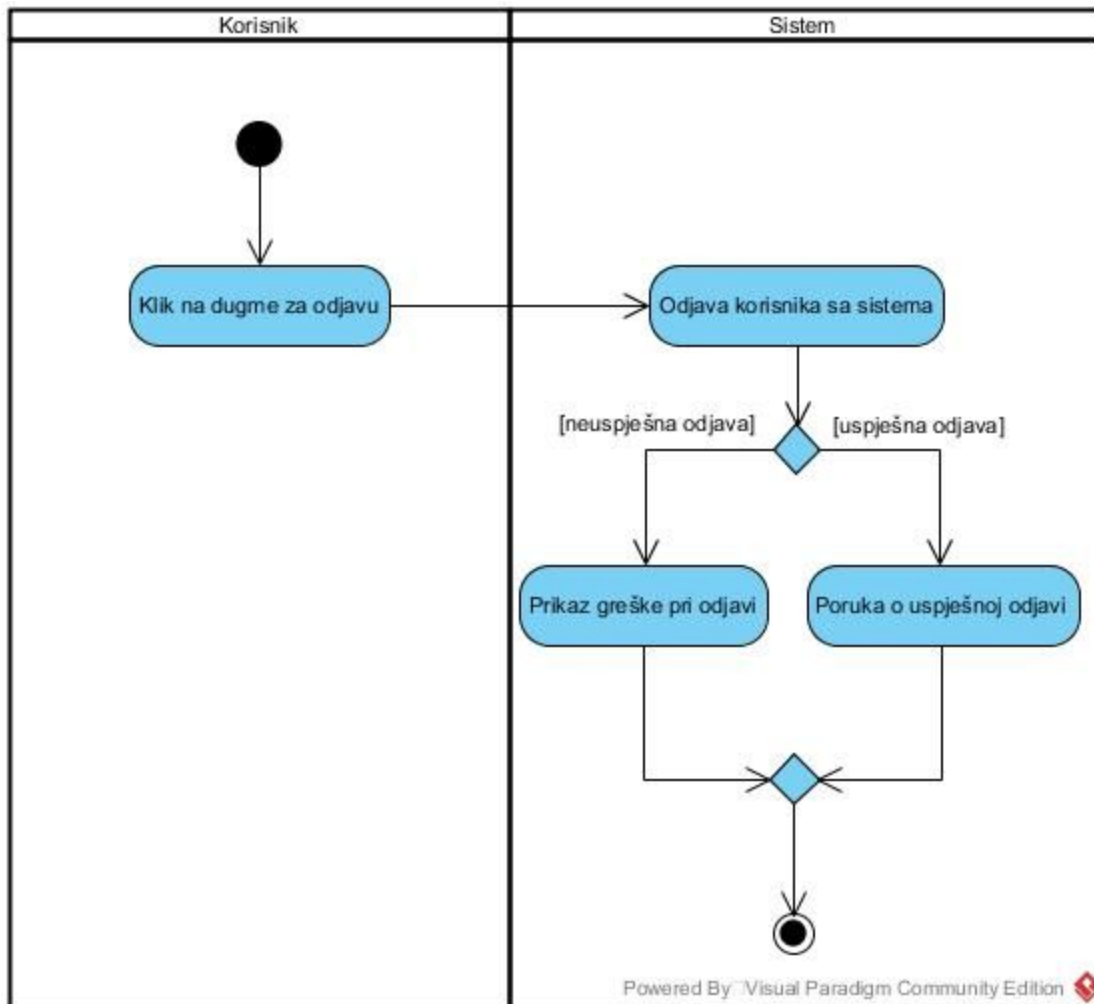 Korisnik
Sistem
Klik na dugme za odjavu
Odjava korisnika sa sistema
[neuspješna odjava]
[uspješna odjava]
Prikaz greške pri odjavi
Poruka o uspješnoj odjavi
Powered By Visual Paradigm Community Edition